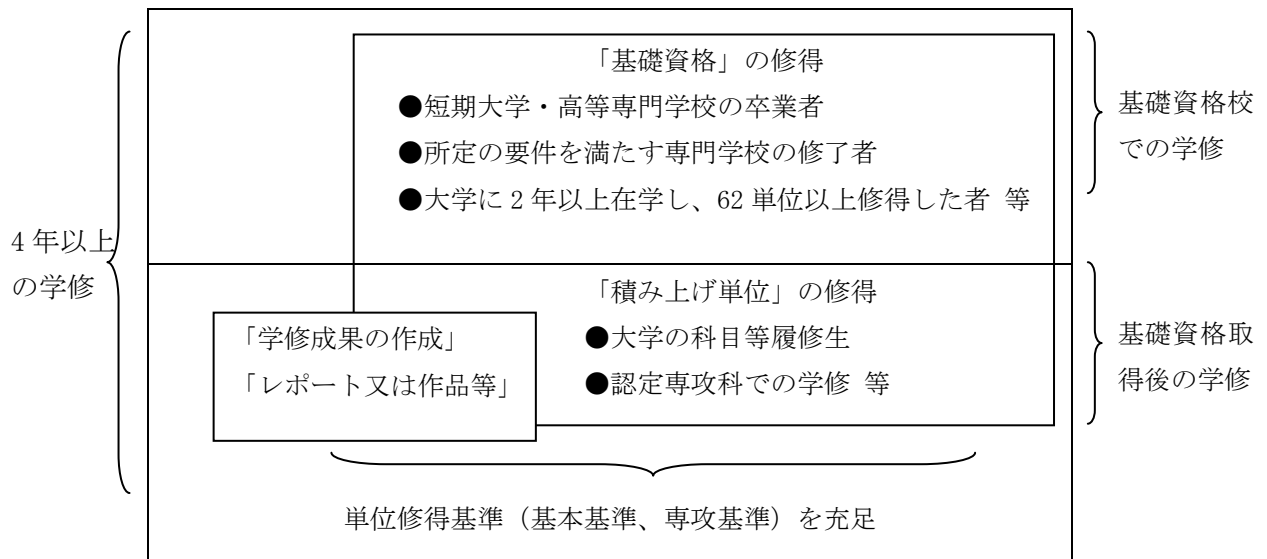 「基礎資格」の修得
●短期大学・高等専門学校の卒業者
●所定の要件を満たす専門学校の修了者
●大学に2年以上在学し、62単位以上修得した者 等
基礎資格校
での学修
4年以上
の学修
「積み上げ単位」の修得
●大学の科目等履修生
●認定専攻科での学修 等
「学修成果の作成」
「レポート又は作品等」
基礎資格取
得後の学修
単位修得基準（基本基準、専攻基準）を充足